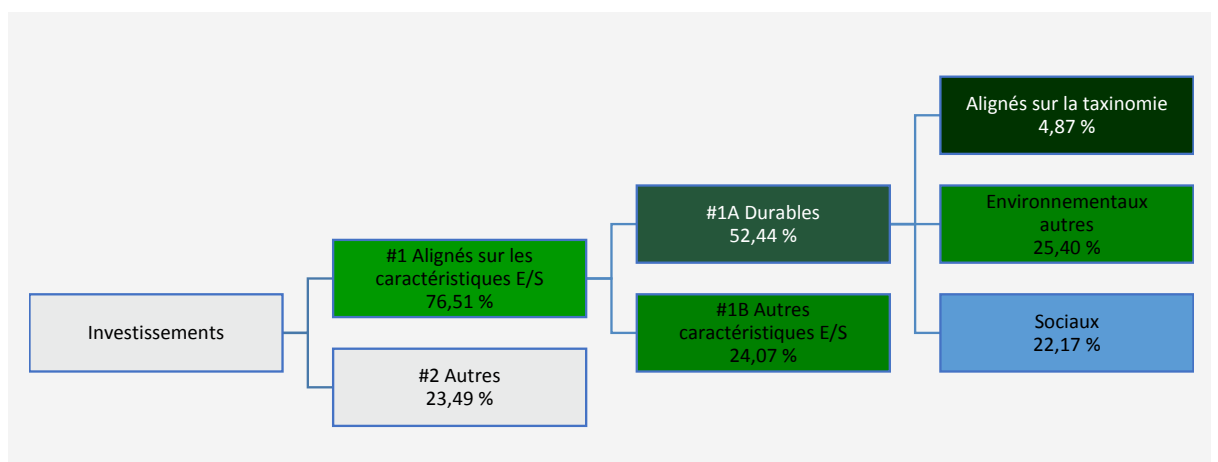 Investissements
#1 Alignés sur les
caractéristiques E/S
76,51 %
#2 Autres
23,49 %
#1A Durables
52,44 %
#1B Autres
caractéristiques E/S
24,07 %
Alignés sur la taxinomie
4,87 %
Environnementaux
autres
25,40 %
Sociaux
22,17 %